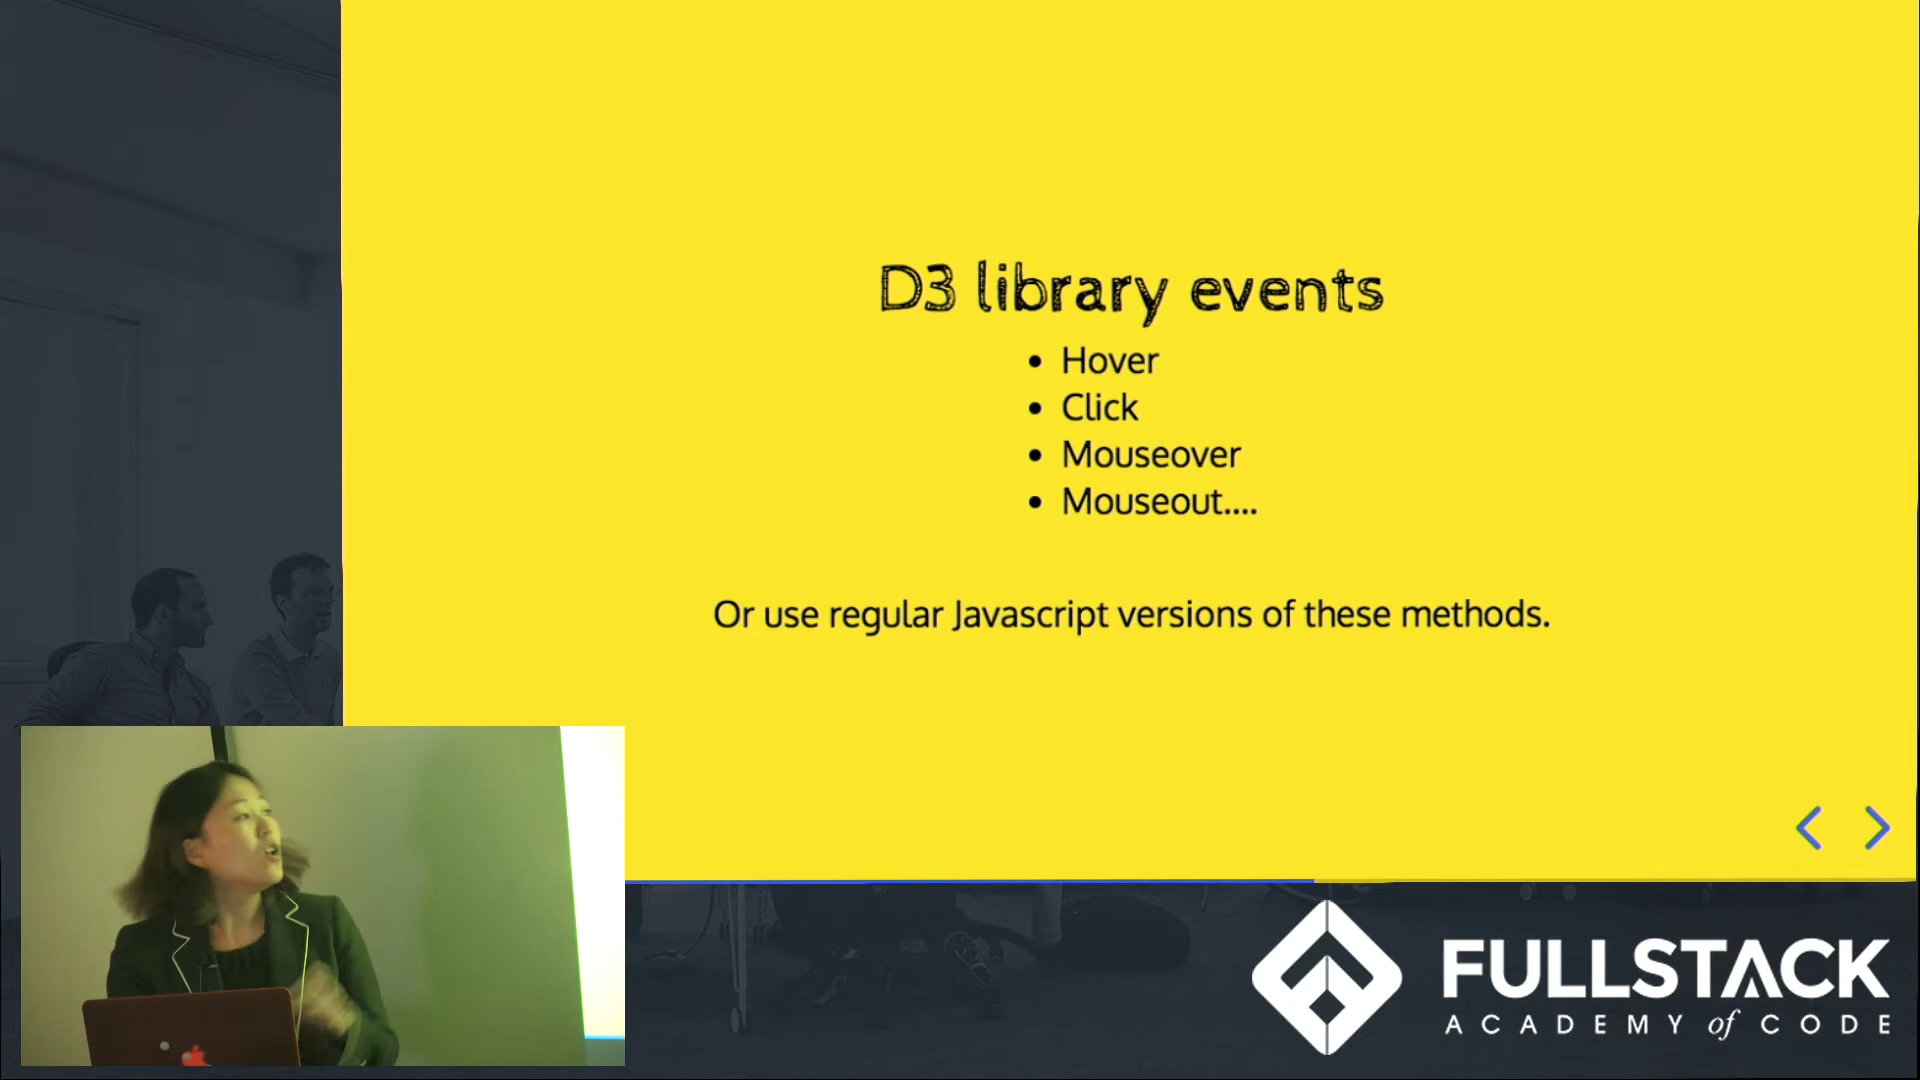 D3 library events
Hover
Click
Mouseover
Mouseout....
Or use regular Javascript versions of these methods.
FULLSTACK
ACADEMY of CODE